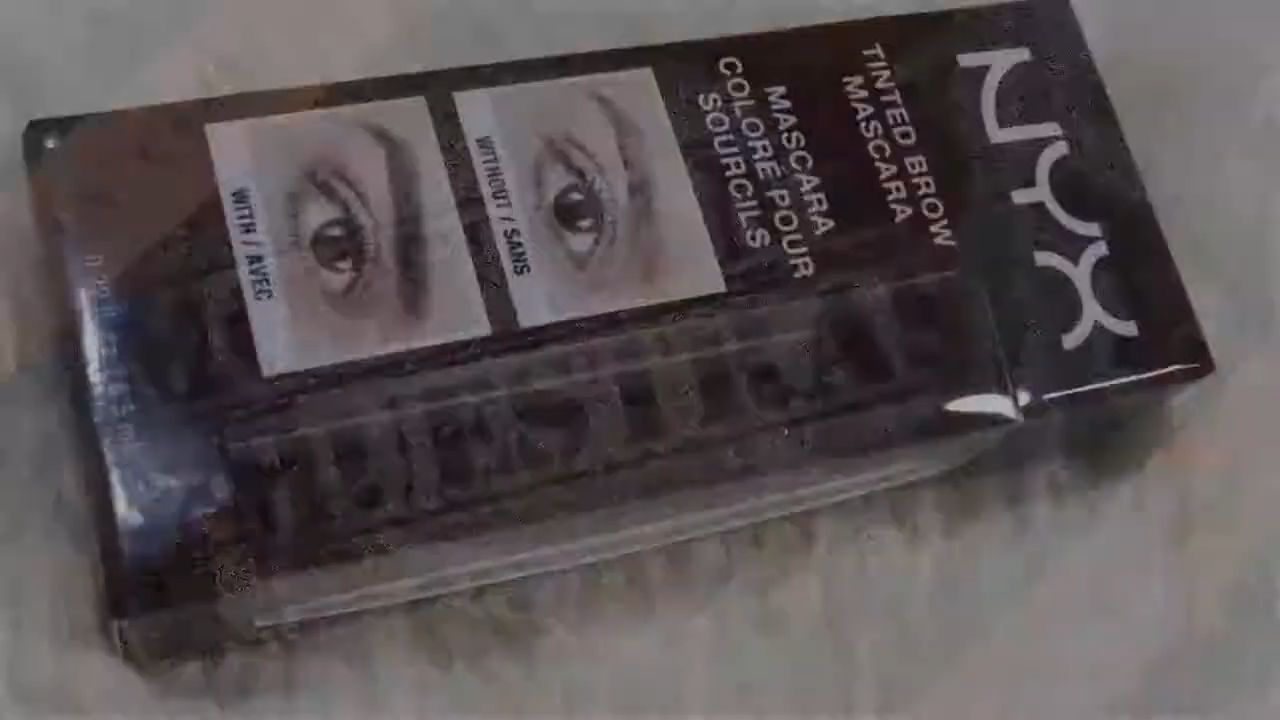 NYX
TINTED BROW
MASCARA
MASCARA
COLORÉ POUR
SOURCILS
WITHOUT / SANS
WITH / AVEC